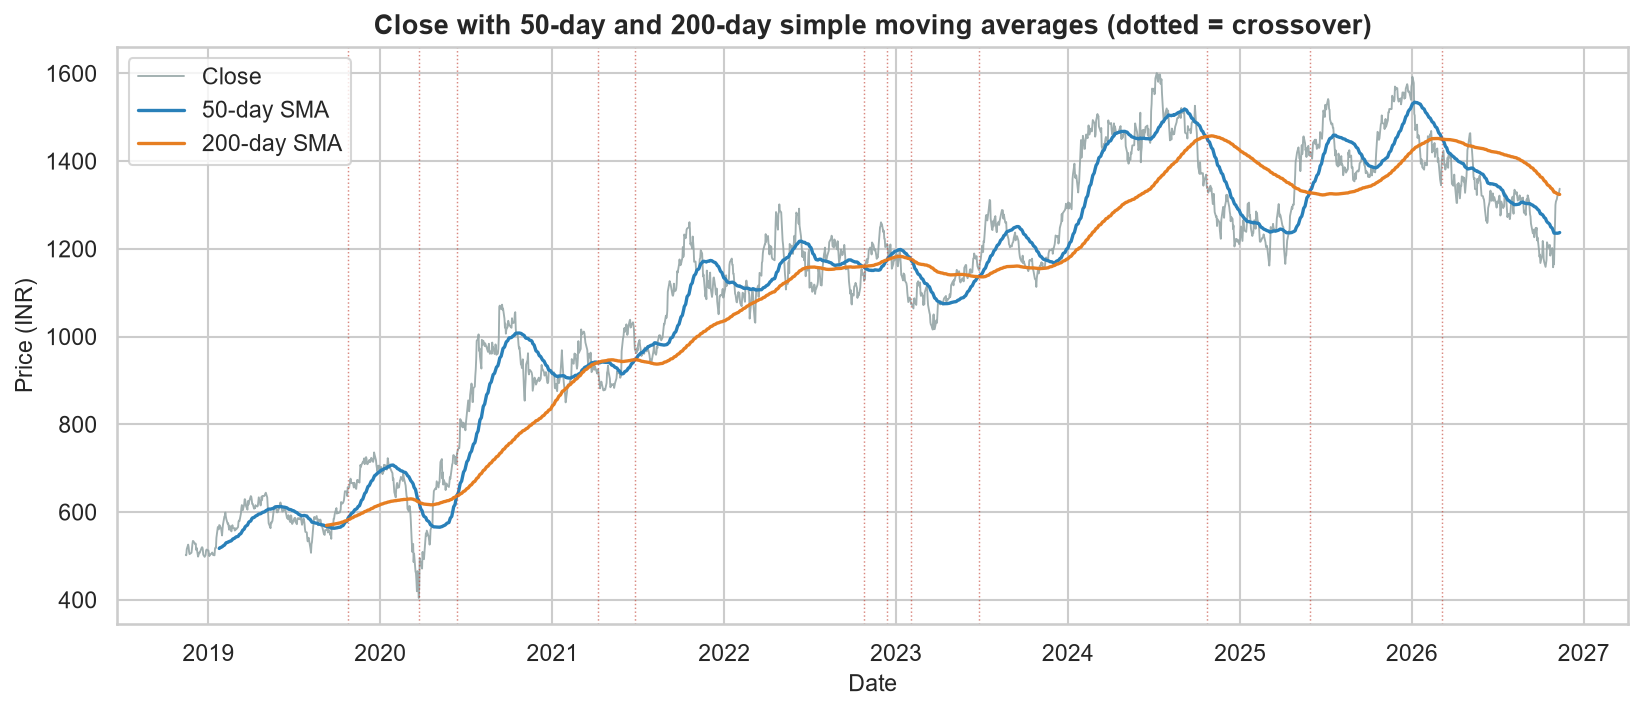 Close with 50-day and 200-day simple moving averages (dotted = crossover)
Close
50-day SMA
200-day SMA
Price (INR)
1600
1400
1200
1000
800
600
400
2019
2020
2021
2022
2023
2024
2025
2026
2027
Date